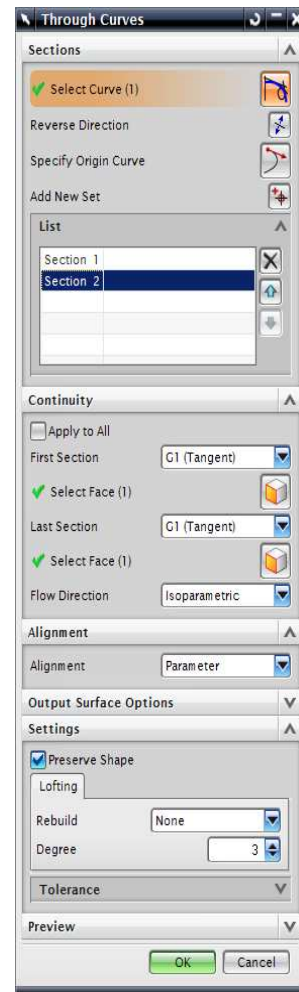 Through Curves
Sections
Select Curve (1)
Reverse Direction
Specify Origin Curve
Add New Set
List
Section 1
Section 2
Continuity
Apply to All
First Section G1 (Tangent)
Select Face (1)
Last Section G1 (Tangent)
Select Face (1)
Flow Direction Isoparametric
Alignment
Alignment Parameter
Output Surface Options
Settings
Preserve Shape
Lofting
Rebuild None
Degree 3
Tolerance
Preview
OK Cancel